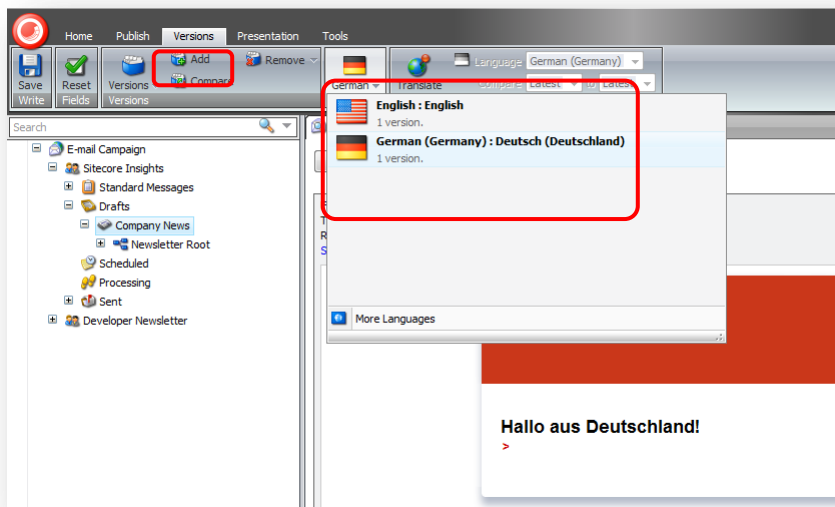 Home Publish Versions Presentation Tools
Add Remove Language German (Germany)
Save Reset Versions Compare German Translate Compare Latest to Latest
Write Fields Versions
Search
English : English
1 version.
German (Germany) : Deutsch (Deutschland)
1 version.
More Languages
E-mail Campaign
Sitecore Insights
Standard Messages
Drafts
Company News
Newsletter Root
Scheduled
Processing
Sent
Developer Newsletter
Hallo aus Deutschland!
>